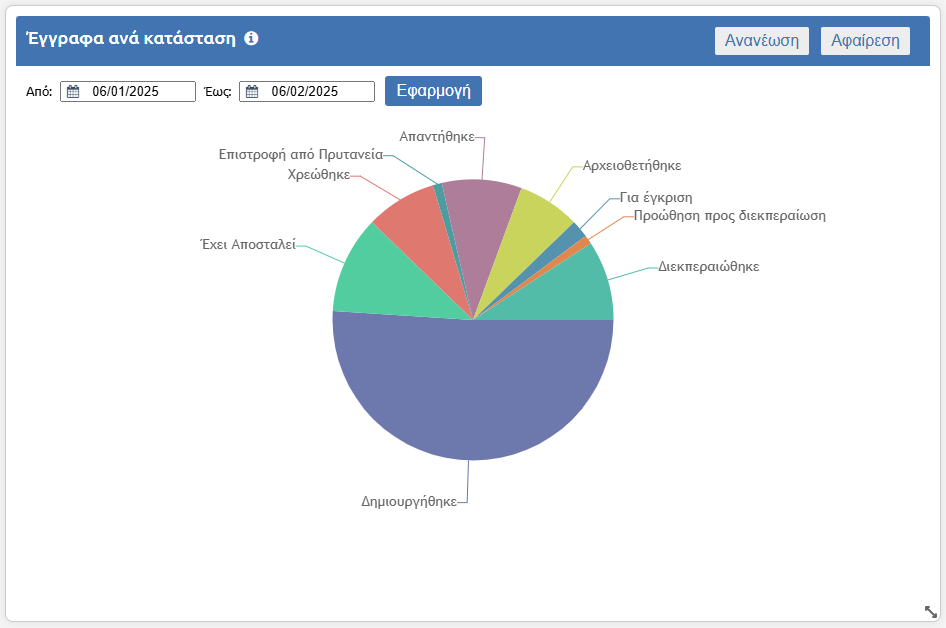 Έγγραφα ανά κατάσταση
Ανανέωση
Αφαίρεση
Από: 06/01/2025 Έως: 06/02/2025 Εφαρμογή
Απαντήθηκε
Επιστροφή από Πρυτανεία
Αρχειοθετήθηκε
Χρεώθηκε
Για έγκριση
Προώθηση προς διεκπεραίωση
Έχει Αποσταλεί
Διεκπεραιώθηκε
Δημιουργήθηκε